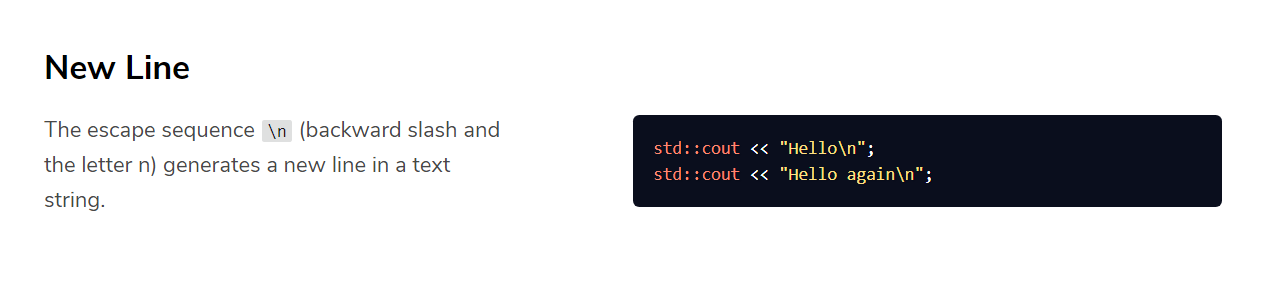 New Line
The escape sequence \n (backward slash and
the letter n) generates a new line in a text
string.
std::cout << "Hello\n";
std::cout << "Hello again\n";